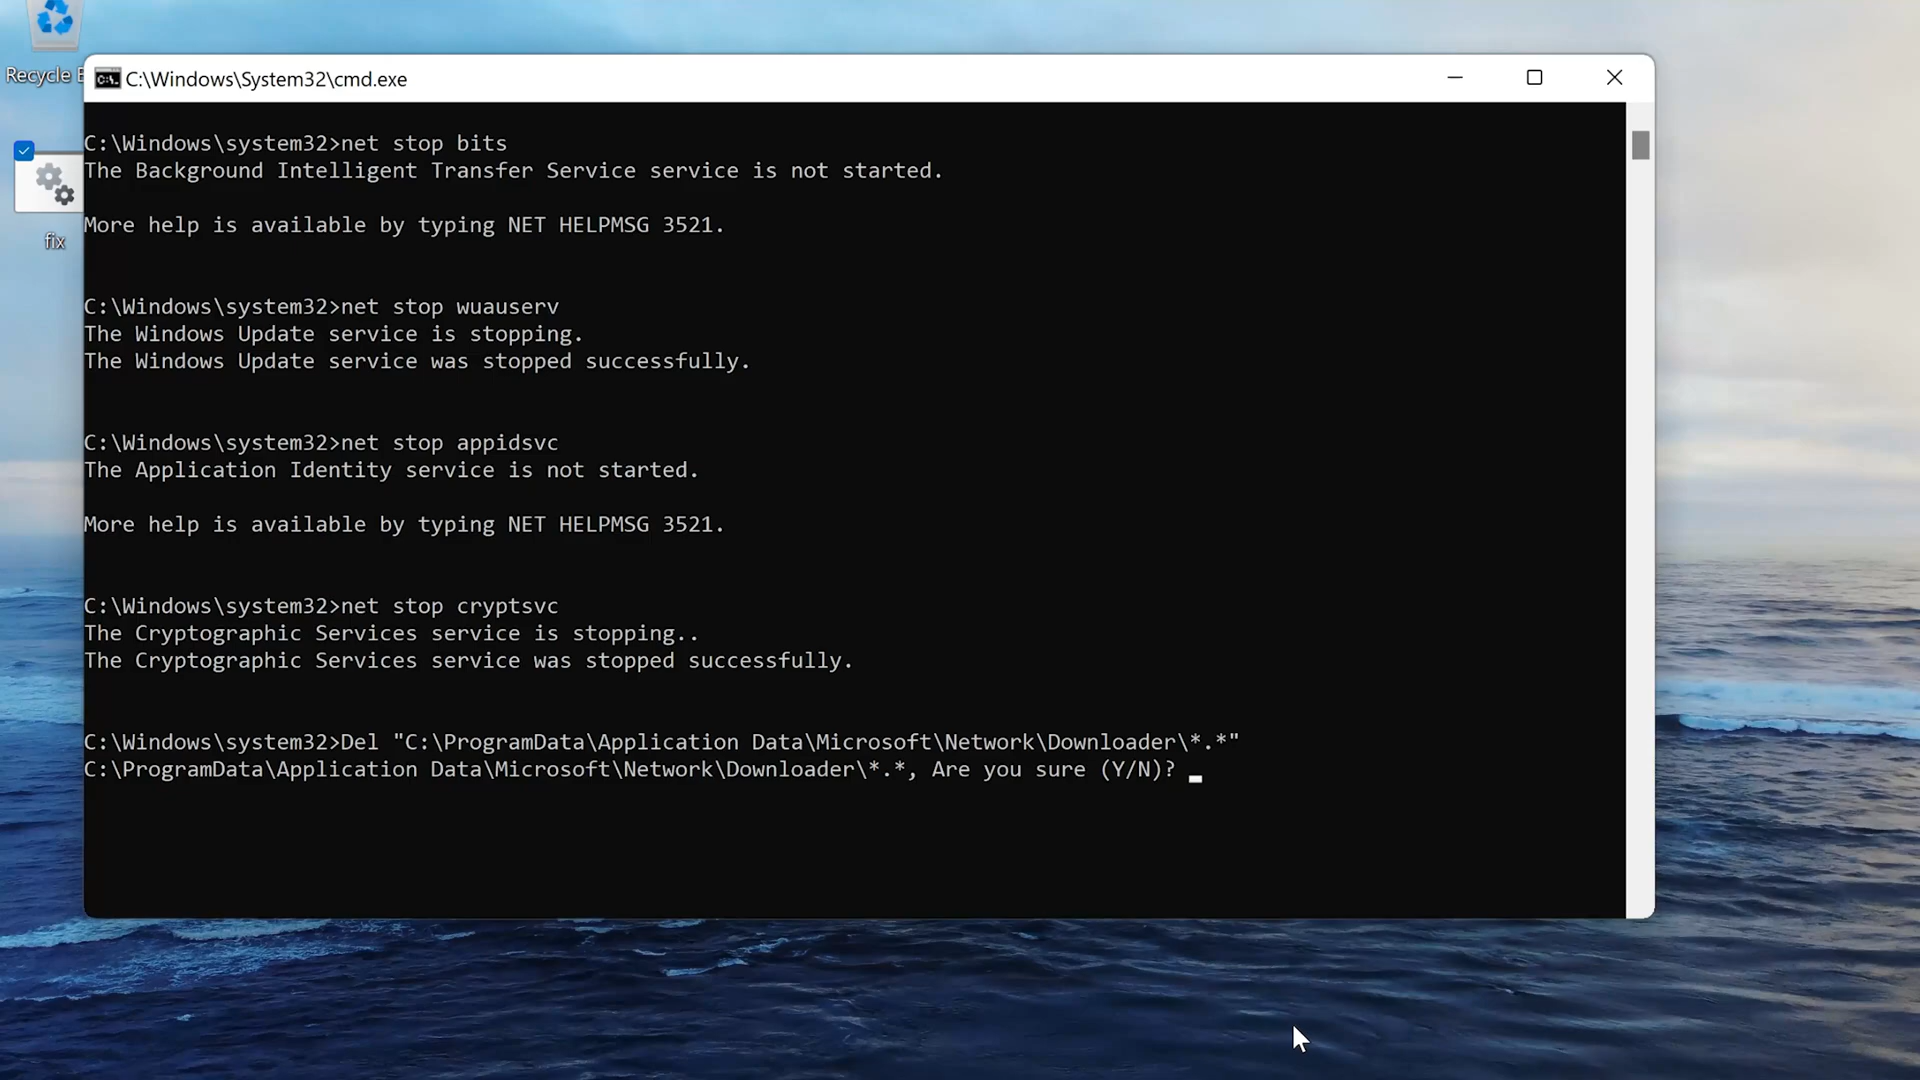 Recycle
C:\Windows\System32\cmd.exe
fix
C:\Windows\system32>net stop bits
The Background Intelligent Transfer Service service is not started.
More help is available by typing NET HELPMSG 3521.
C:\Windows\system32>net stop wuauserv
The Windows Update service is stopping.
The Windows Update service was stopped successfully.
C:\Windows\system32>net stop appidsvc
The Application Identity service is not started.
More help is available by typing NET HELPMSG 3521.
C:\Windows\system32>net stop cryptsvc
The Cryptographic Services service is stopping..
The Cryptographic Services service was stopped successfully.
C:\Windows\system32>Del "C:\ProgramData\Application Data\Microsoft\Network\Downloader\*.*"
C:\ProgramData\Application Data\Microsoft\Network\Downloader\*.*, Are you sure (Y/N)?